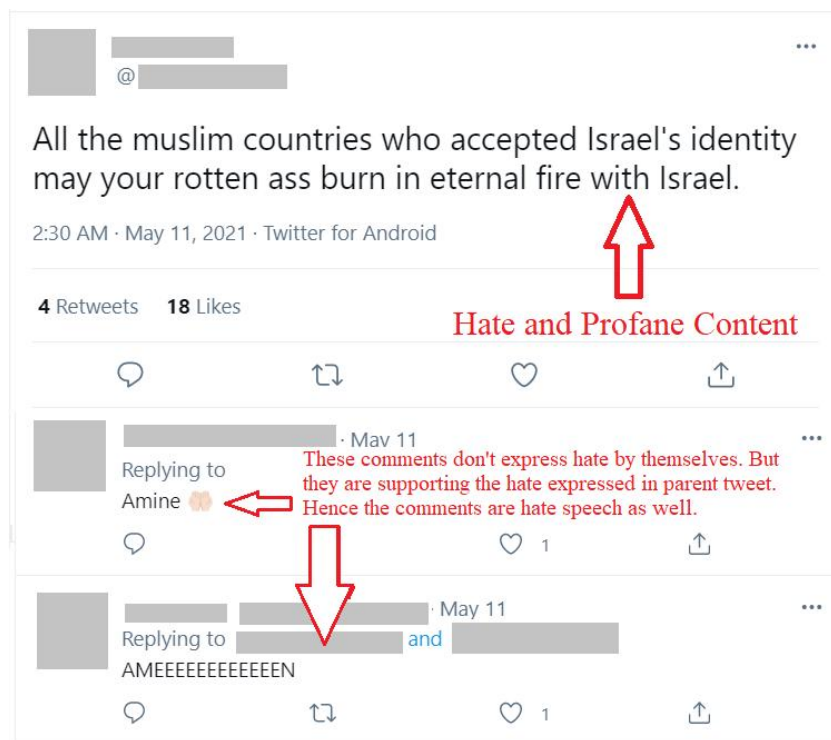 @
All the muslim countries who accepted Israel's identity
may your rotten ass burn in eternal fire with Israel.
2:30 AM · May 11, 2021 · Twitter for Android
4 Retweets 18 Likes
Hate and Profane Content
· May 11
Replying to
Amine 🤲🏻
These comments don't express hate by themselves. But
they are supporting the hate expressed in parent tweet.
Hence the comments are hate speech as well.
1
· May 11
Replying to and
AMEEEEEEEEEEEEN
1